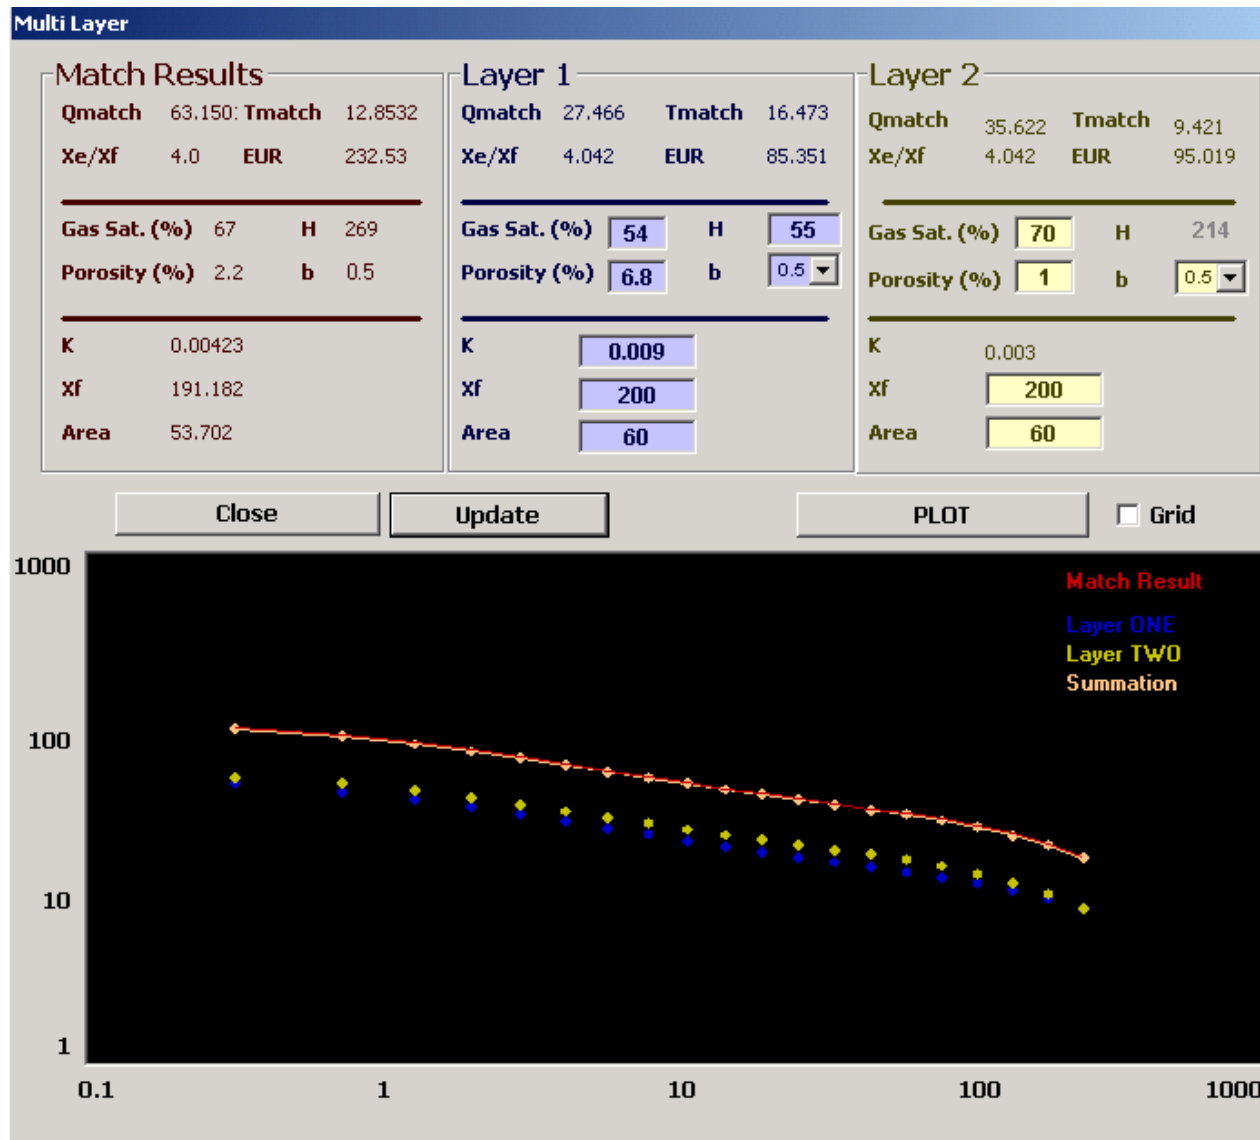 Multi Layer
Match Results
Qmatch 63.150: Tmatch 12.8532
Xe/Xf 4.0 EUR 232.53
Gas Sat. (%) 67 H 269
Porosity (%) 2.2 b 0.5
K 0.00423
Xf 191.182
Area 53.702
Layer 1
Qmatch 27.466 Tmatch 16.473
Xe/Xf 4.042 EUR 85.351
Gas Sat. (%) 54 H 55
Porosity (%) 6.8 b 0.5
K 0.009
Xf 200
Area 60
Layer 2
Qmatch 35.622 Tmatch 9.421
Xe/Xf 4.042 EUR 95.019
Gas Sat. (%) 70 H 214
Porosity (%) 1 b 0.5
K 0.003
Xf 200
Area 60
Close Update PLOT Grid
1000
100
10
1
Match Result
Layer ONE
Layer TWO
Summation
0.1 1 10 100 1000